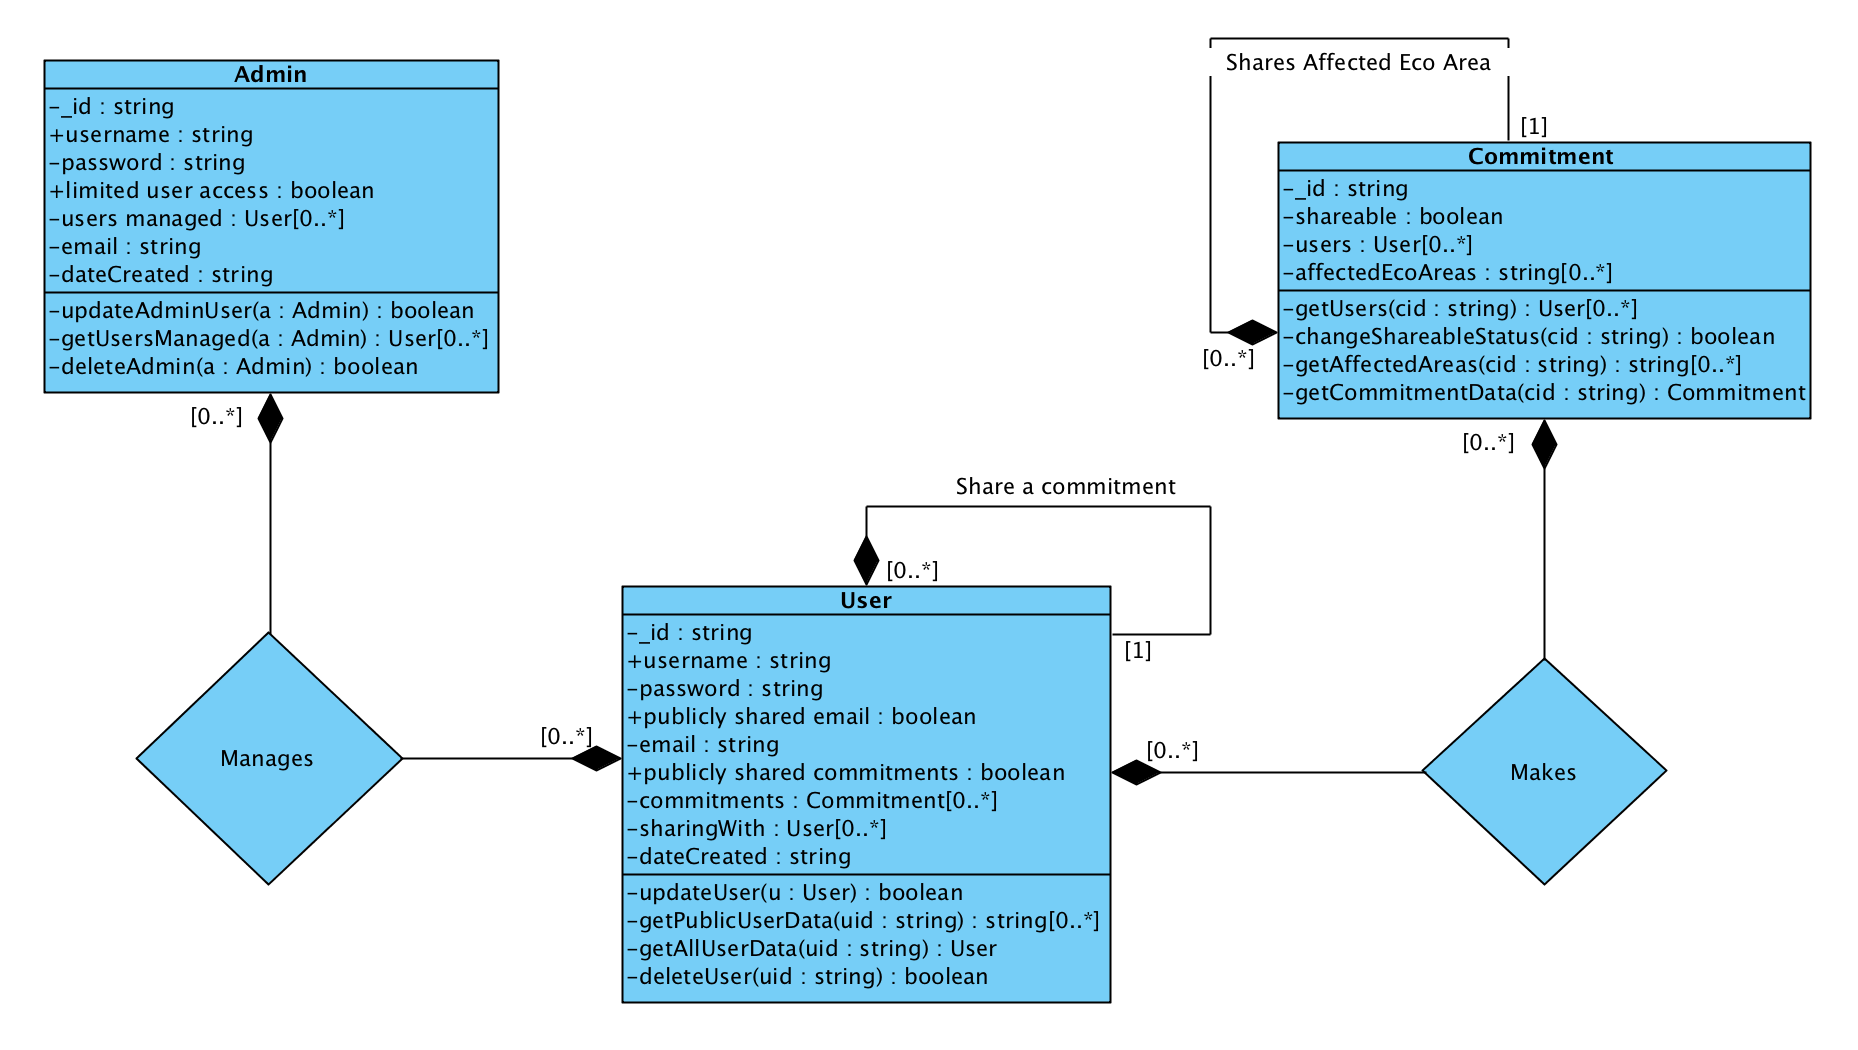 Admin
-_id : string
+username : string
-password : string
+limited user access : boolean
-users managed : User[0..*]
-email : string
-dateCreated : string
-updateAdminUser(a : Admin) : boolean
-getUsersManaged(a : Admin) : User[0..*]
-deleteAdmin(a : Admin) : boolean
[0..*]
Shares Affected Eco Area
[1]
Commitment
-_id : string
-shareable : boolean
-users : User[0..*]
-affectedEcoAreas : string[0..*]
-getUsers(cid : string) : User[0..*]
-changeShareableStatus(cid : string) : boolean
-getAffectedAreas(cid : string) : string[0..*]
-getCommitmentData(cid : string) : Commitment
[0..*]
[0..*]
Share a commitment
[0..*]
[1]
User
-_id : string
+username : string
-password : string
+publicly shared email : boolean
-email : string
+publicly shared commitments : boolean
-commitments : Commitment[0..*]
-sharingWith : User[0..*]
-dateCreated : string
-updateUser(u : User) : boolean
-getPublicUserData(uid : string) : string[0..*]
-getAllUserData(uid : string) : User
-deleteUser(uid : string) : boolean
Manages
[0..*]
[0..*]
Makes